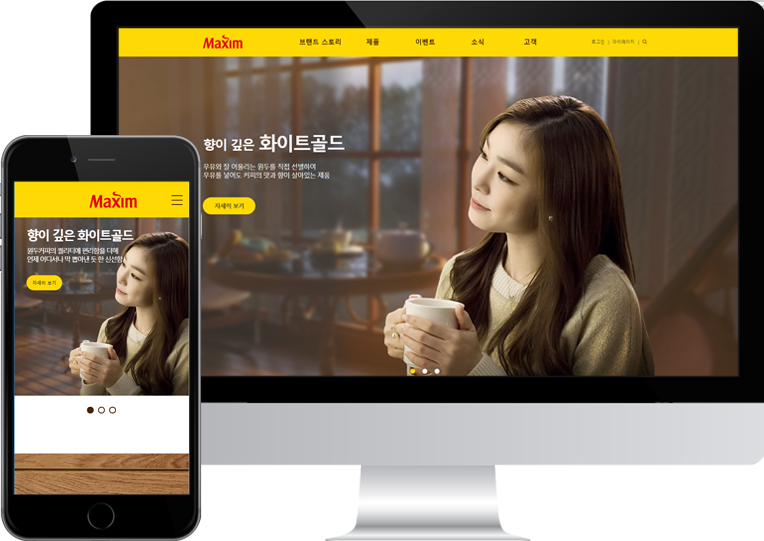 Maxim
브랜드 스토리 제품 이벤트 소식 고객
로그인 | 마이페이지 |
향이 깊은 화이트골드
우유와 잘 어울리는 원두를 직접 선별하여
우유를 넣어도 커피의 맛과 향이 살아있는 제품
자세히 보기
Maxim
향이 깊은 화이트골드
원두커피의 퀄리티에 편리함을 더해
언제 어디서나 막 뽑아낸 듯 한 신선함
자세히 보기